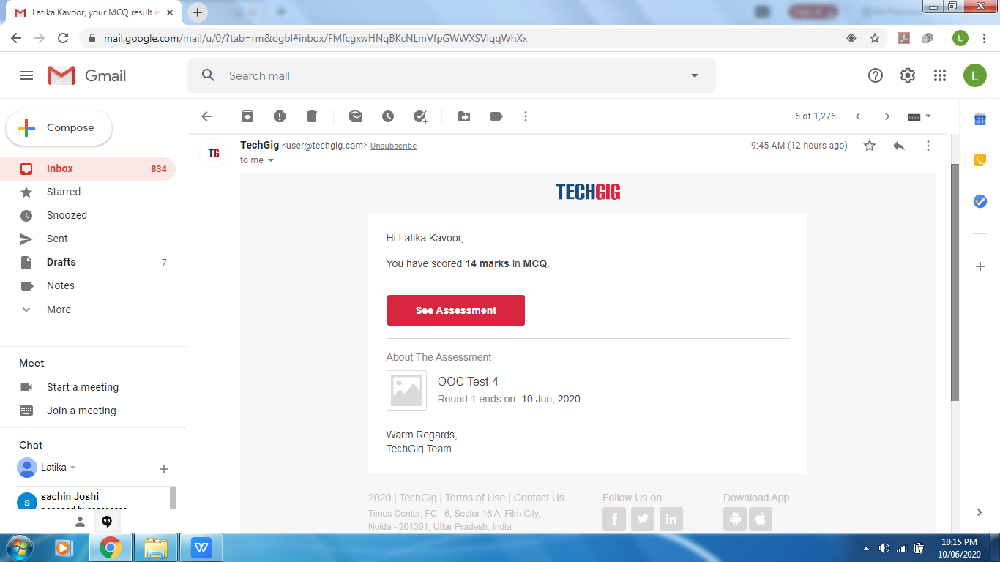 Latika Kavoor, your MCQ result is
mail.google.com/mail/u/0/?tab=rm&ogbl#inbox/FMfcgxwHNqBKcNLmVfpGWWXSVlqqWhXx
L
Gmail
Search mail
L
Compose
6 of 1,276
31
Inbox 834
Starred
Snoozed
Sent
Drafts 7
Notes
More
Meet
Start a meeting
Join a meeting
Chat
Latika
sachin Joshi
S
TG
TechGig <user@techgig.com> Unsubscribe
9:45 AM (12 hours ago)
to me
TECHGIG
Hi Latika Kavoor,
You have scored 14 marks in MCQ.
See Assessment
About The Assessment
OOC Test 4
Round 1 ends on: 10 Jun, 2020
Warm Regards,
TechGig Team
2020 | TechGig | Terms of Use | Contact Us
Times Center, FC - 6, Sector 16 A, Film City,
Noida - 201301, Uttar Pradesh, India
Follow Us on
Download App
10:15 PM
10/06/2020